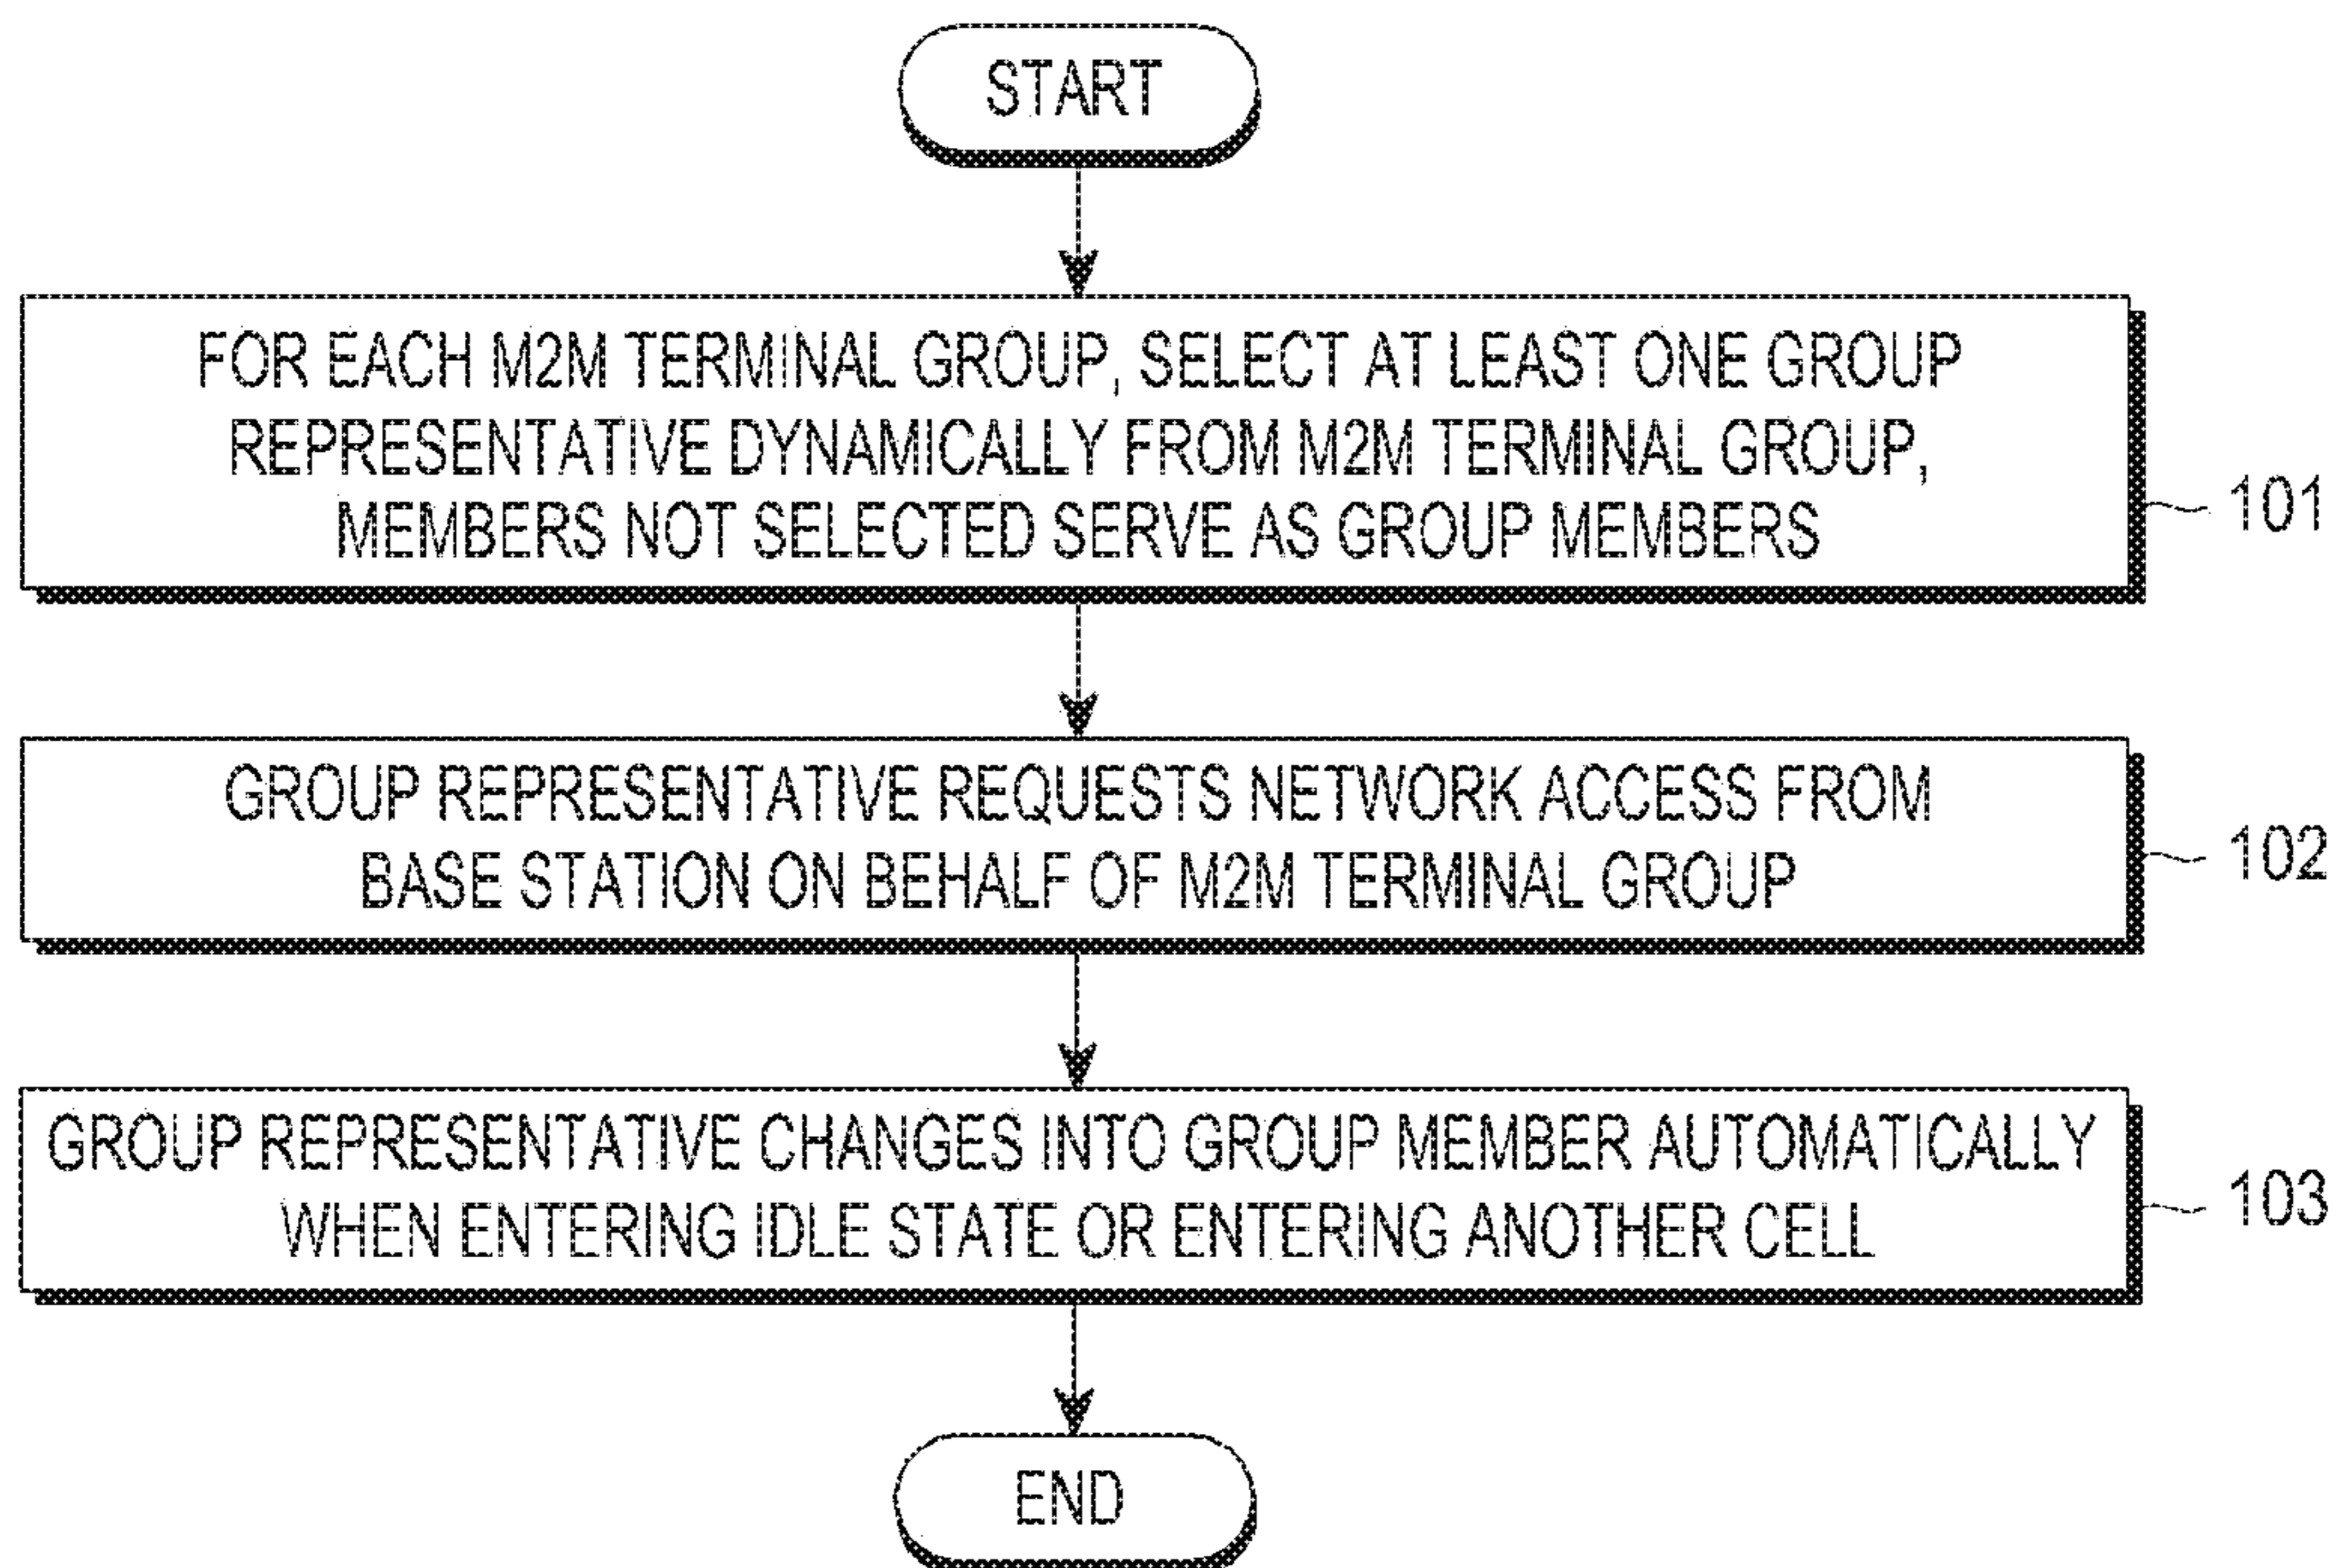 START
FOR EACH M2M TERMINAL GROUP, SELECT AT LEAST ONE GROUP
REPRESENTATIVE DYNAMICALLY FROM M2M TERMINAL GROUP,
MEMBERS NOT SELECTED SERVE AS GROUP MEMBERS
101
GROUP REPRESENTATIVE REQUESTS NETWORK ACCESS FROM
BASE STATION ON BEHALF OF M2M TERMINAL GROUP
102
GROUP REPRESENTATIVE CHANGES INTO GROUP MEMBER AUTOMATICALLY
WHEN ENTERING IDLE STATE OR ENTERING ANOTHER CELL
103
END